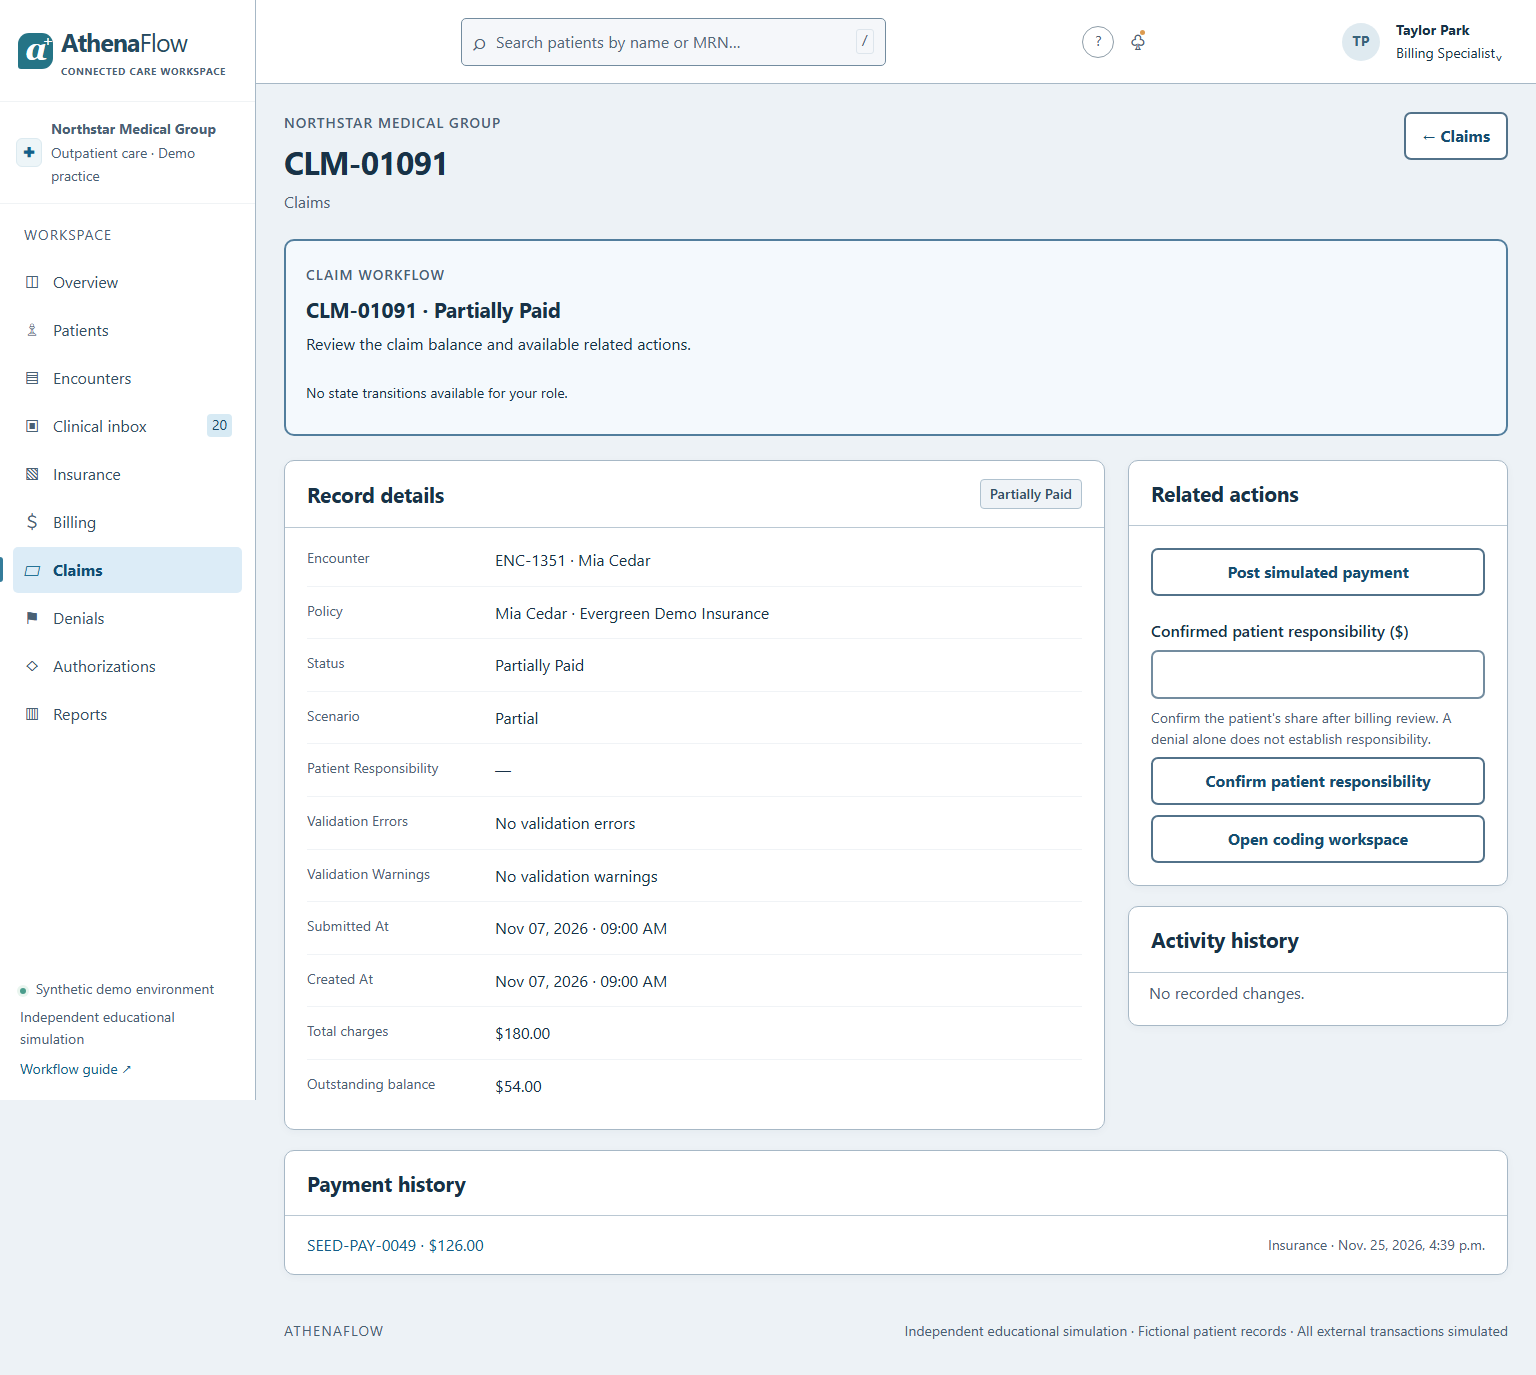 AthenaFlow
CONNECTED CARE WORKSPACE
Northstar Medical Group
Outpatient care · Demo
practice
WORKSPACE
Overview
Patients
Encounters
Clinical inbox 20
Insurance
Billing
Claims
Denials
Authorizations
Reports
Synthetic demo environment
Independent educational
simulation
Workflow guide ↗
Search patients by name or MRN... /
?
TP
Taylor Park
Billing Specialist
NORTHSTAR MEDICAL GROUP
CLM-01091
Claims
← Claims
CLAIM WORKFLOW
CLM-01091 · Partially Paid
Review the claim balance and available related actions.
No state transitions available for your role.
Record details Partially Paid
Encounter ENC-1351 · Mia Cedar
Policy Mia Cedar · Evergreen Demo Insurance
Status Partially Paid
Scenario Partial
Patient Responsibility —
Validation Errors No validation errors
Validation Warnings No validation warnings
Submitted At Nov 07, 2026 · 09:00 AM
Created At Nov 07, 2026 · 09:00 AM
Total charges $180.00
Outstanding balance $54.00
Related actions
Post simulated payment
Confirmed patient responsibility ($)
Confirm the patient's share after billing review. A
denial alone does not establish responsibility.
Confirm patient responsibility
Open coding workspace
Activity history
No recorded changes.
Payment history
SEED-PAY-0049 · $126.00 Insurance · Nov. 25, 2026, 4:39 p.m.
ATHENAFLOW Independent educational simulation · Fictional patient records · All external transactions simulated